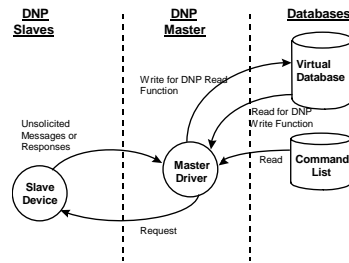 DNP
Slaves
DNP
Master
Databases
Virtual
Database
Write for DNP Read
Function
Read for DNP
Write Function
Unsolicited
Messages or
Responses
Master
Driver
Read
Command
List
Slave
Device
Request